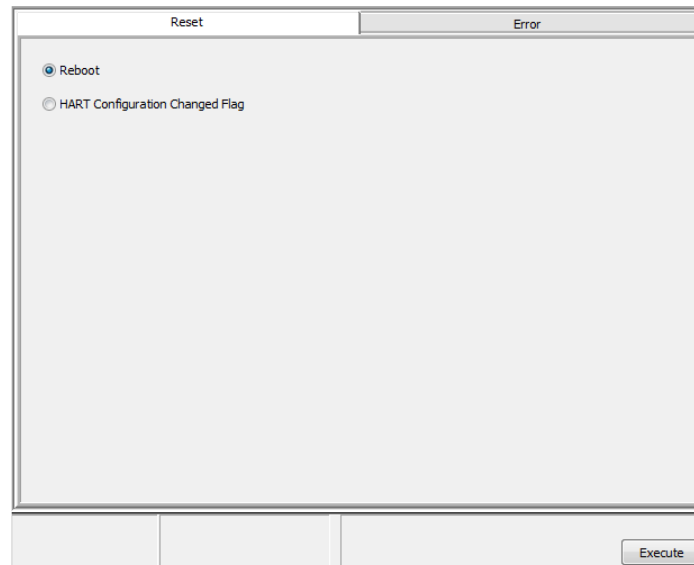 Reset
Error
Reboot
HART Configuration Changed Flag
Execute